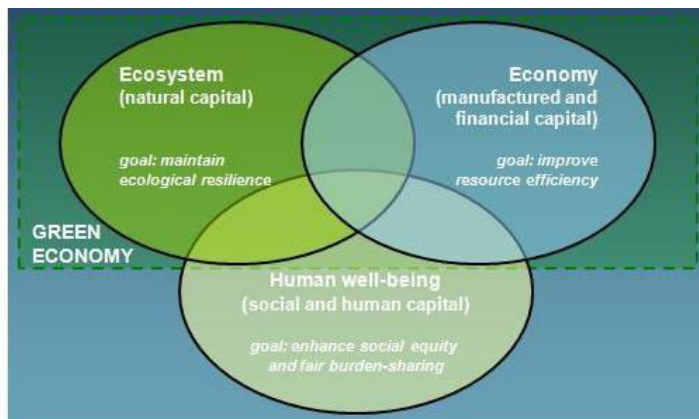 Ecosystem
(natural capital)
goal: maintain
ecological resilience
Economy
(manufactured and
financial capital)
goal: improve
resource efficiency
GREEN
ECONOMY
Human well-being
(social and human capital)
goal: enhance social equity
and fair burden-sharing